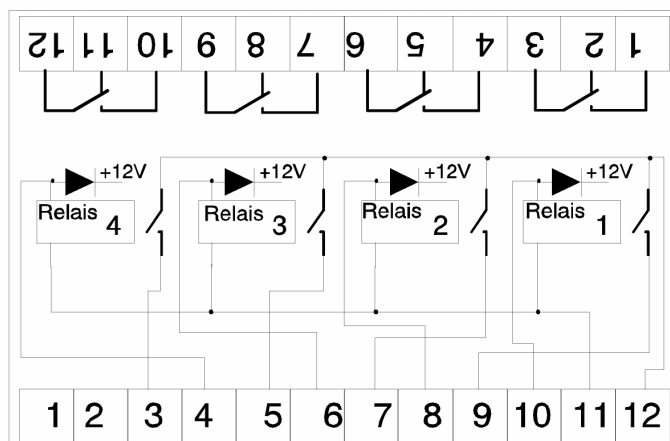 12 11 10 9 8 7 6 5 4 3 2 1
+12V +12V +12V +12V
Relais 4 Relais 3 Relais 2 Relais 1
1 2 3 4 5 6 7 8 9 10 11 12